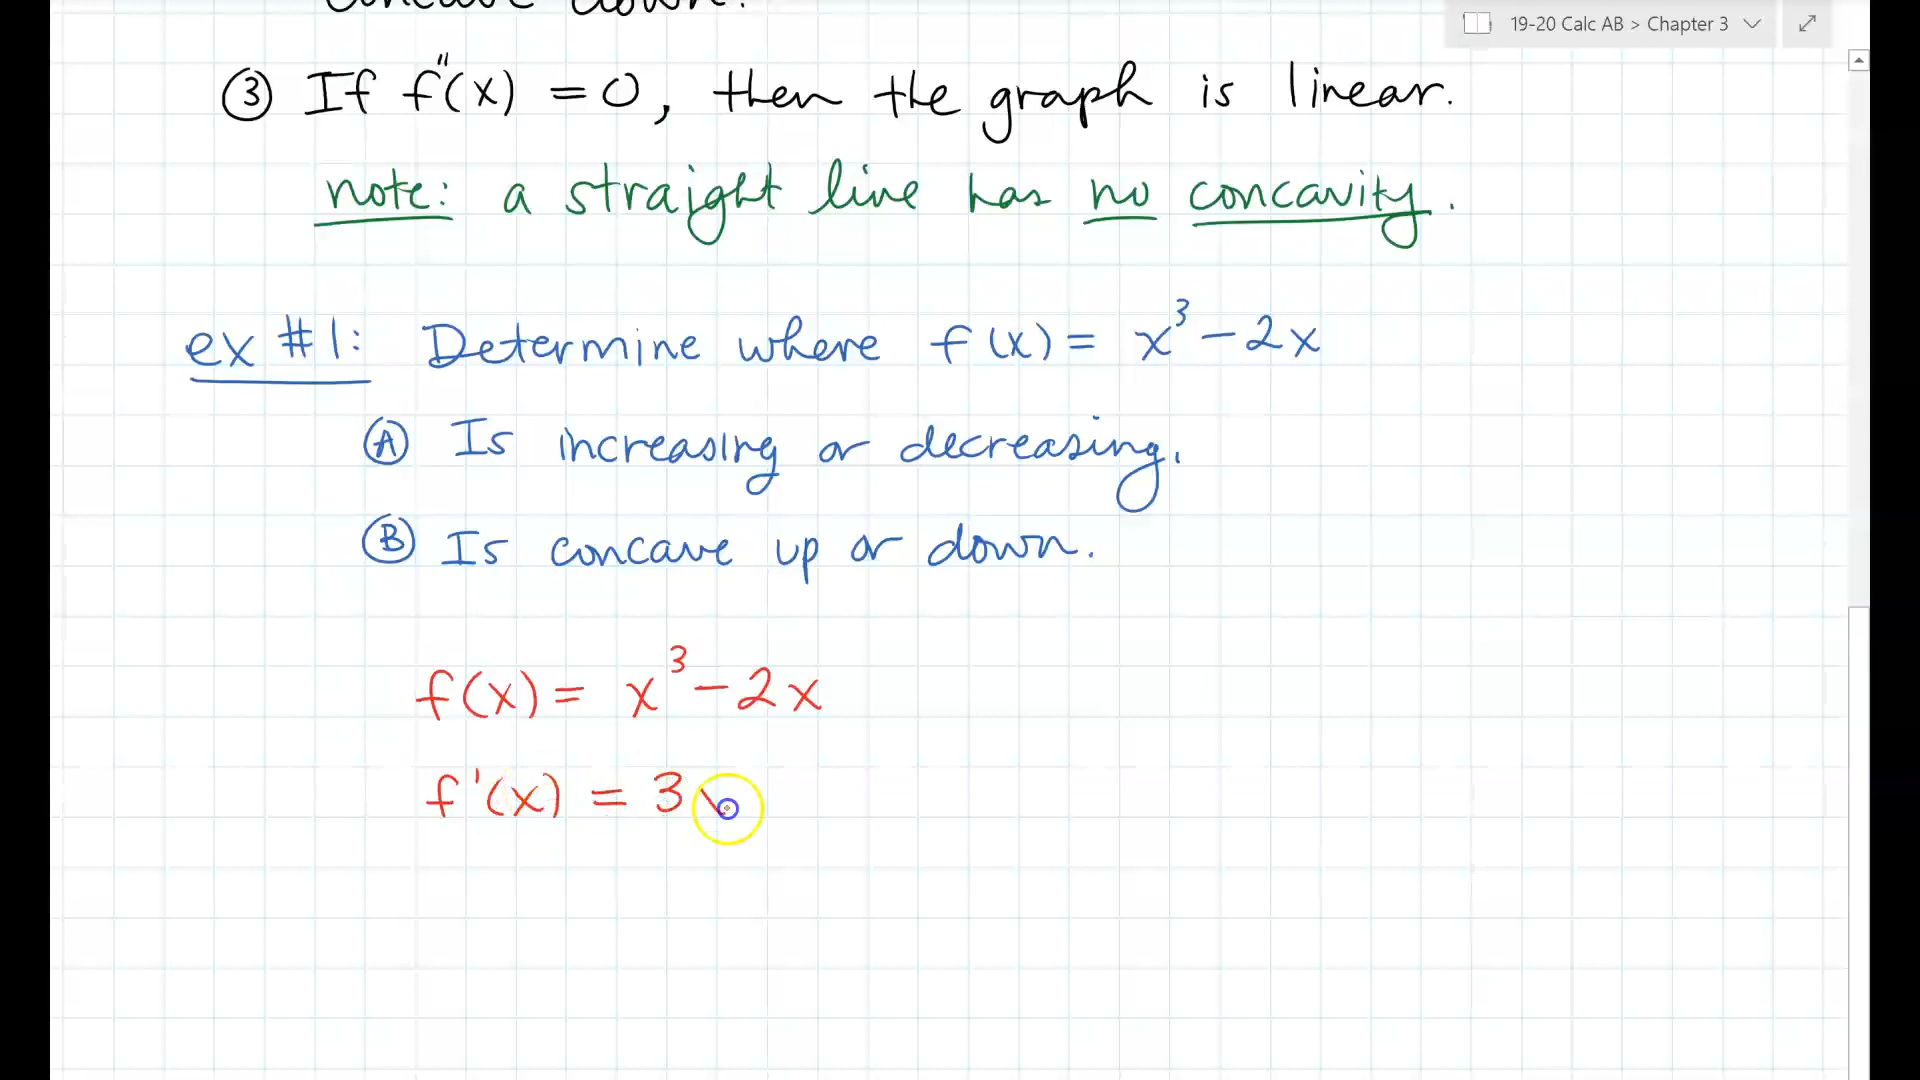 concave down.
19-20 Calc AB > Chapter 3
③ If f"(x) = 0, then the graph is linear.
note: a straight line has no concavity.
ex #1: Determine where f(x) = x³ - 2x
Ⓐ Is increasing or decreasing.
Ⓑ Is concave up or down.
f(x) = x³ - 2x
f'(x) = 3